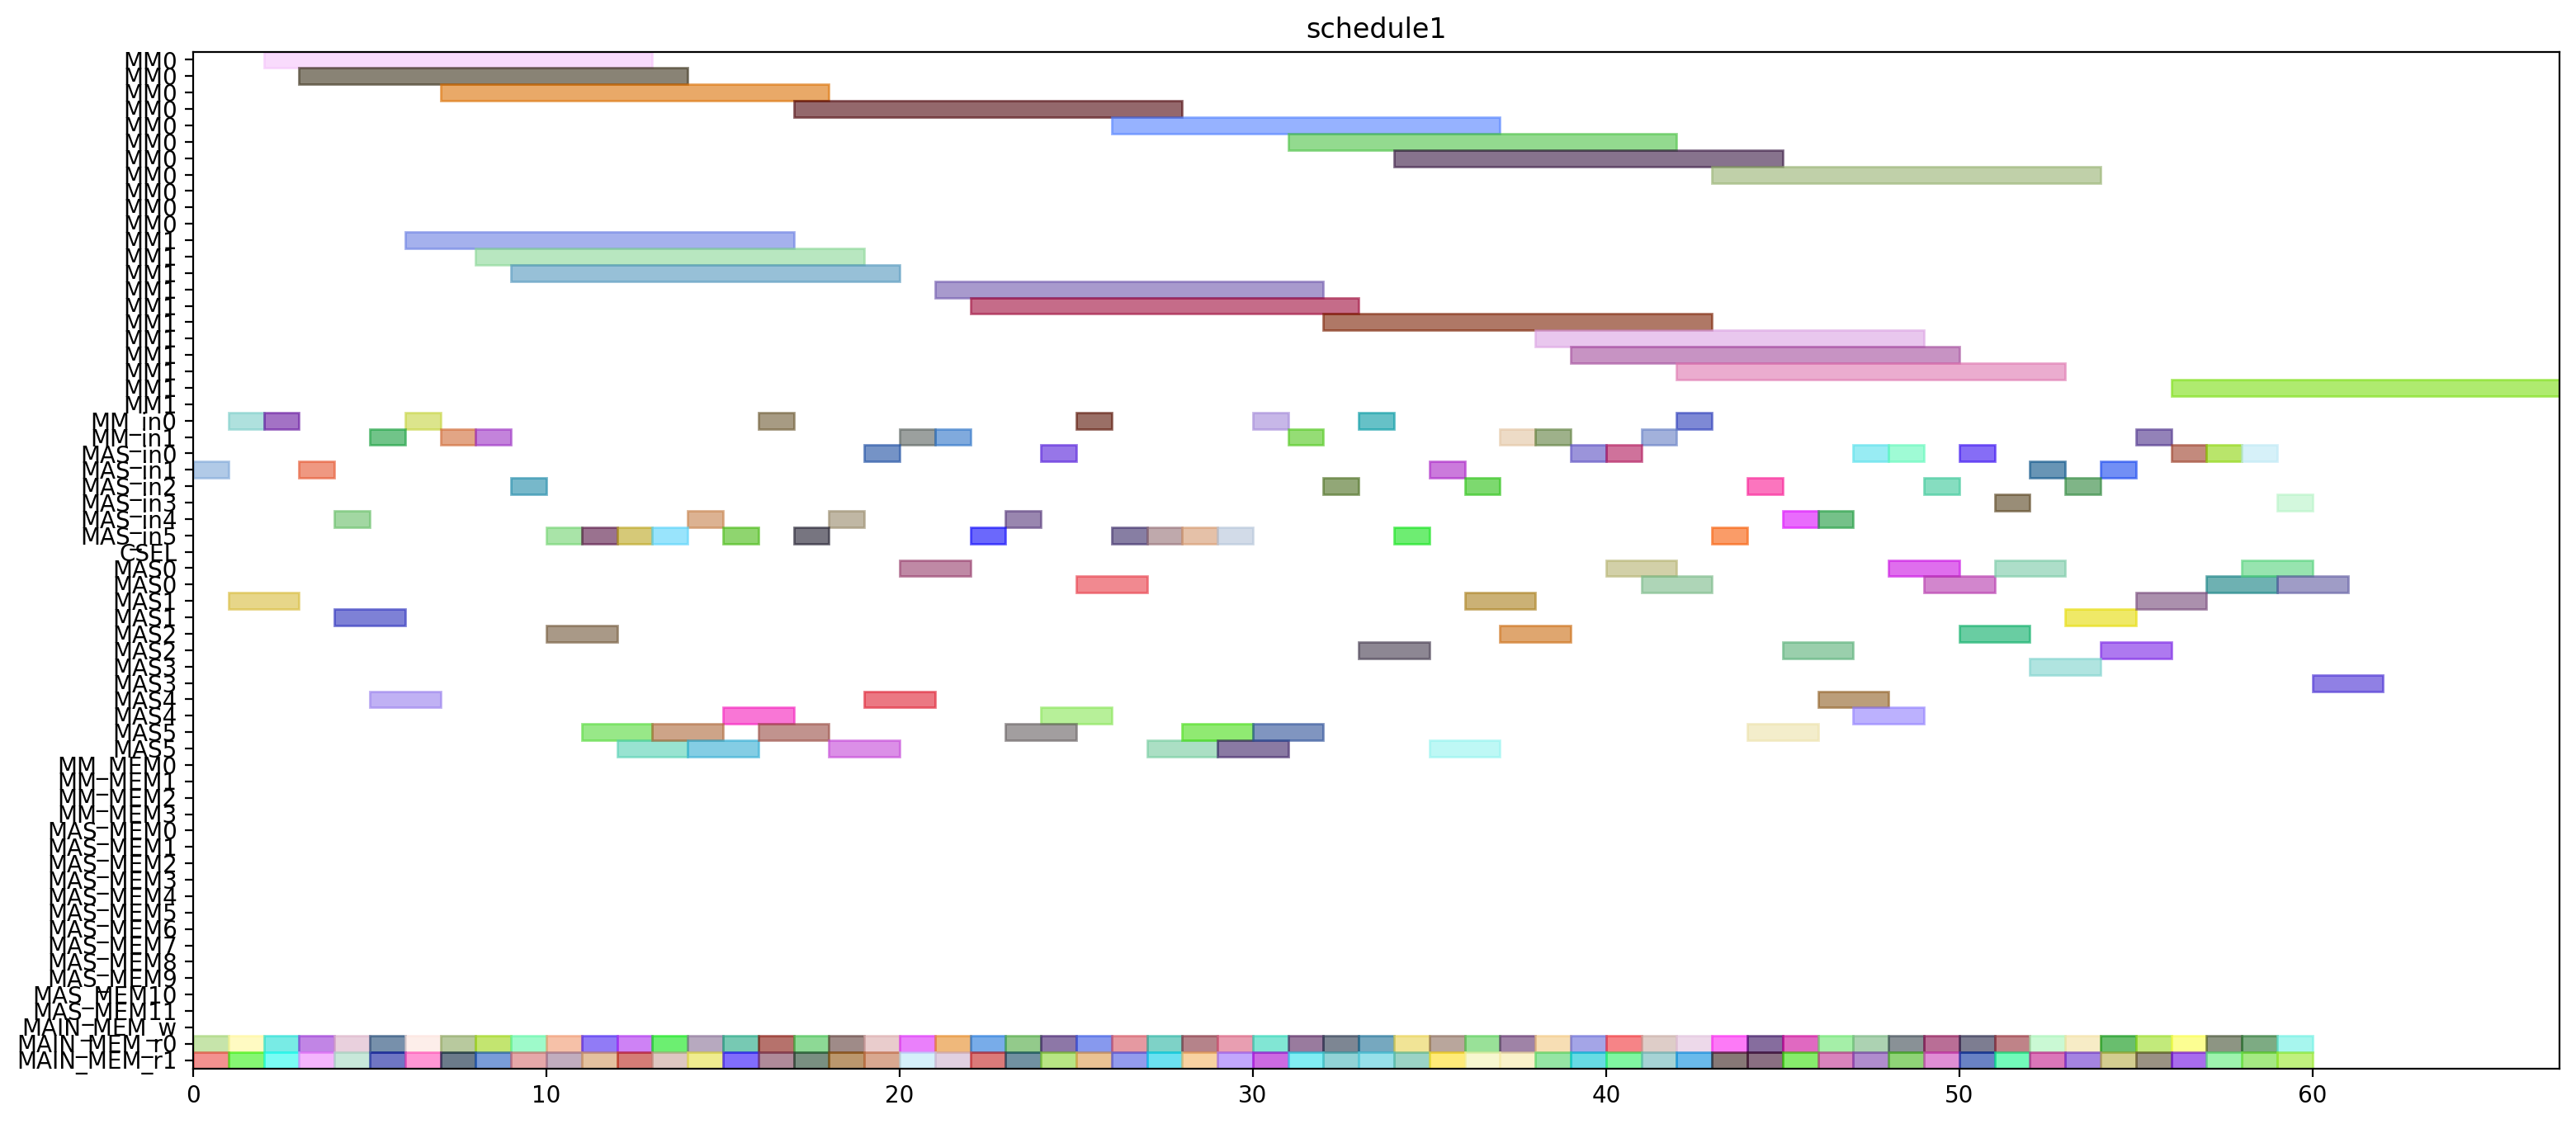 schedule1
MM0
MM0
MM0
MM0
MM0
MM0
MM0
MM0
MM0
MM0
MM0
MM1
MM1
MM1
MM1
MM1
MM1
MM1
MM1
MM1
MM1
MM1
MM_in0
MM_in1
MAS_in0
MAS_in1
MAS_in2
MAS_in3
MAS_in4
MAS_in5
CSEL
MAS0
MAS0
MAS1
MAS1
MAS2
MAS2
MAS3
MAS3
MAS4
MAS4
MAS5
MAS5
MM_MEM0
MM_MEM1
MM_MEM2
MM_MEM3
MAS_MEM0
MAS_MEM1
MAS_MEM2
MAS_MEM3
MAS_MEM4
MAS_MEM5
MAS_MEM6
MAS_MEM7
MAS_MEM8
MAS_MEM9
MAS_MEM10
MAS_MEM11
MAIN_MEM_w
MAIN_MEM_r0
MAIN_MEM_r1
0 10 20 30 40 50 60